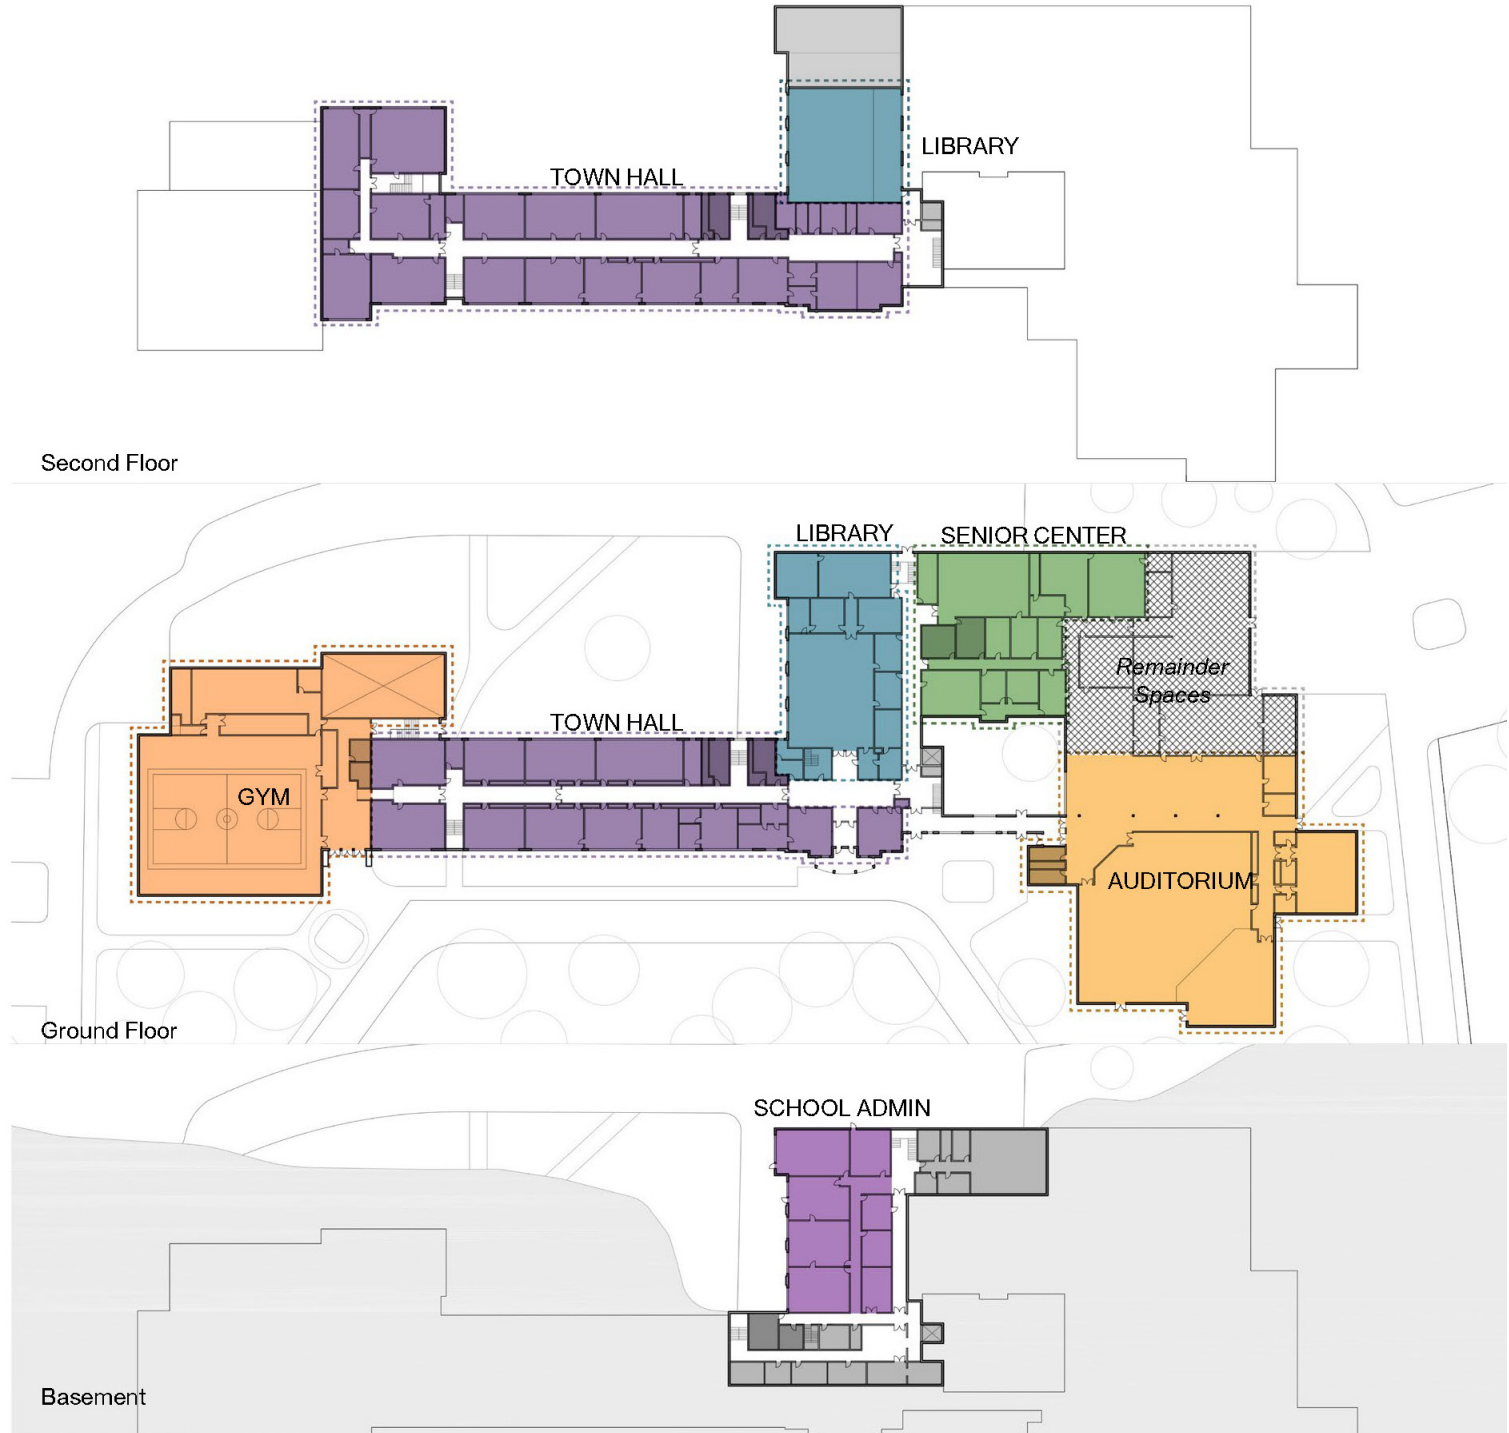 LIBRARY
TOWN HALL
Second Floor
LIBRARY
SENIOR CENTER
Remainder
Spaces
TOWN HALL
GYM
AUDITORIUM
Ground Floor
SCHOOL ADMIN
Basement